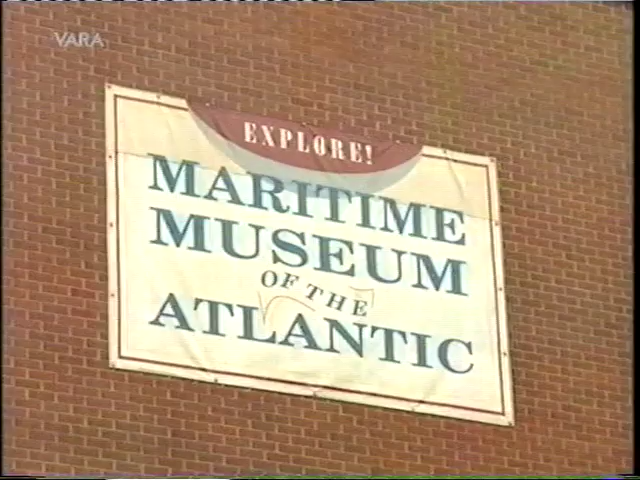 VARA
EXPLORE!
MARITIME
MUSEUM
OF THE
ATLANTIC